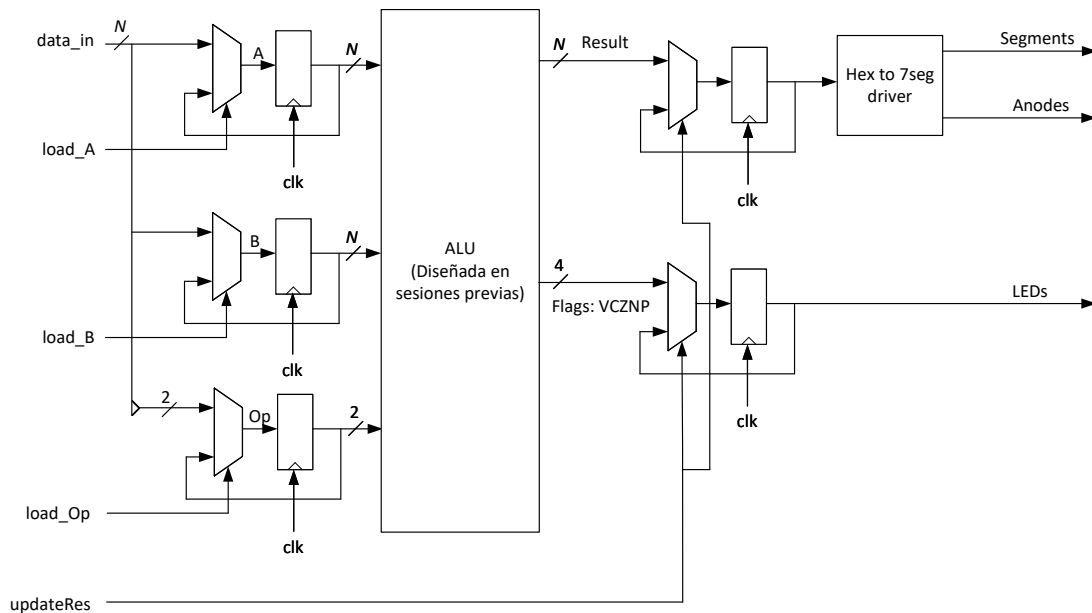 data_in
N
load_A
A
clk
N
load_B
B
clk
N
2
load_Op
Op
clk
2
updateRes
ALU
(Diseñada en
sesiones previas)
N
Result
4
Flags: VCZNP
clk
clk
Hex to 7seg
driver
Segments
Anodes
LEDs